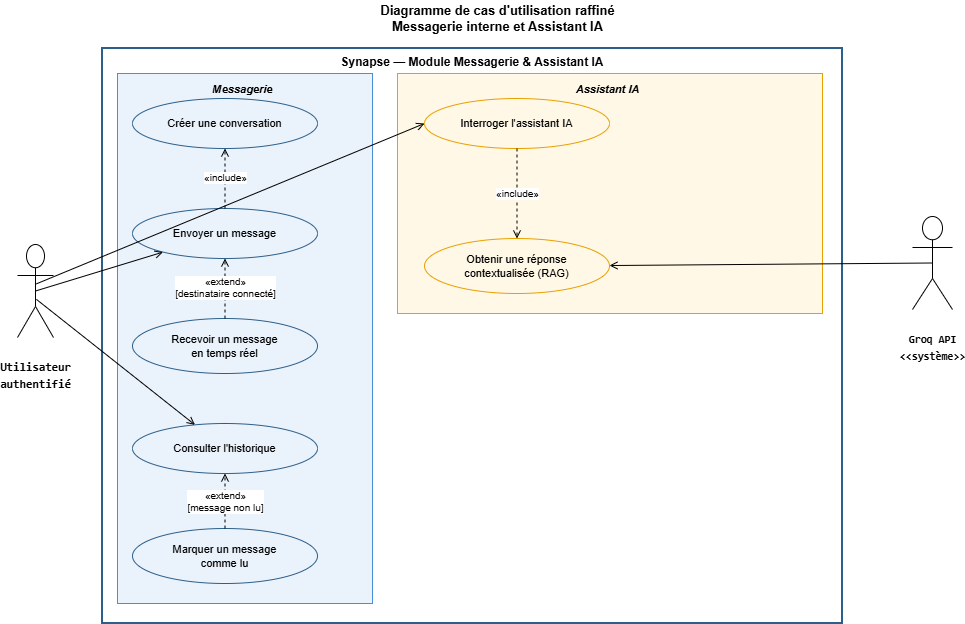 Diagramme de cas d'utilisation raffiné
Messagerie interne et Assistant IA
Synapse — Module Messagerie & Assistant IA
Messagerie
Créer une conversation
«include»
Envoyer un message
«extend»
[destinataire connecté]
Recevoir un message
en temps réel
Consulter l'historique
«extend»
[message non lu]
Marquer un message
comme lu
Assistant IA
Interroger l'assistant IA
«include»
Obtenir une réponse
contextualisée (RAG)
Utilisateur
authentifié
Groq API
<<système>>